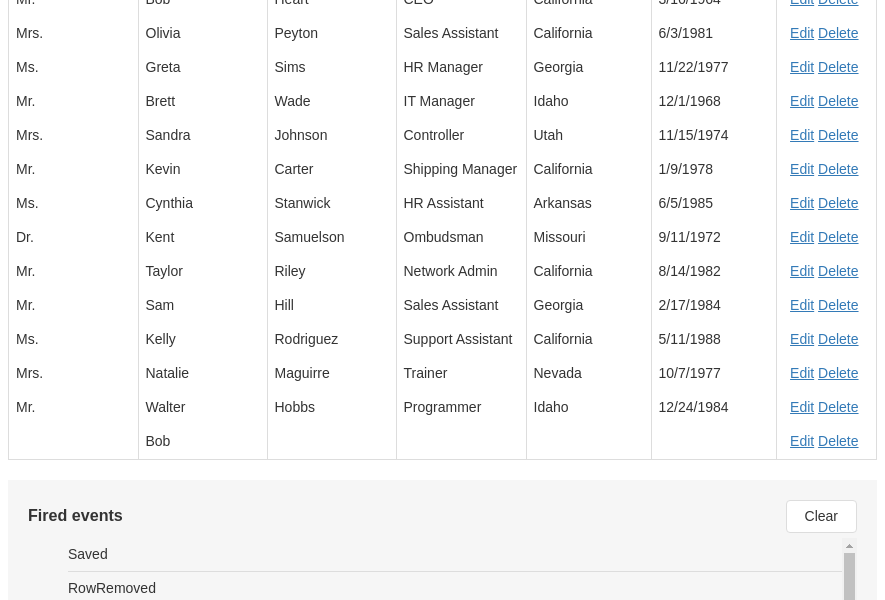 Mr. Bob Heart CEO California 3/16/1964 Edit Delete
Mrs. Olivia Peyton Sales Assistant California 6/3/1981 Edit Delete
Ms. Greta Sims HR Manager Georgia 11/22/1977 Edit Delete
Mr. Brett Wade IT Manager Idaho 12/1/1968 Edit Delete
Mrs. Sandra Johnson Controller Utah 11/15/1974 Edit Delete
Mr. Kevin Carter Shipping Manager California 1/9/1978 Edit Delete
Ms. Cynthia Stanwick HR Assistant Arkansas 6/5/1985 Edit Delete
Dr. Kent Samuelson Ombudsman Missouri 9/11/1972 Edit Delete
Mr. Taylor Riley Network Admin California 8/14/1982 Edit Delete
Mr. Sam Hill Sales Assistant Georgia 2/17/1984 Edit Delete
Ms. Kelly Rodriguez Support Assistant California 5/11/1988 Edit Delete
Mrs. Natalie Maguirre Trainer Nevada 10/7/1977 Edit Delete
Mr. Walter Hobbs Programmer Idaho 12/24/1984 Edit Delete
Bob Edit Delete
Fired events Clear
Saved
RowRemoved